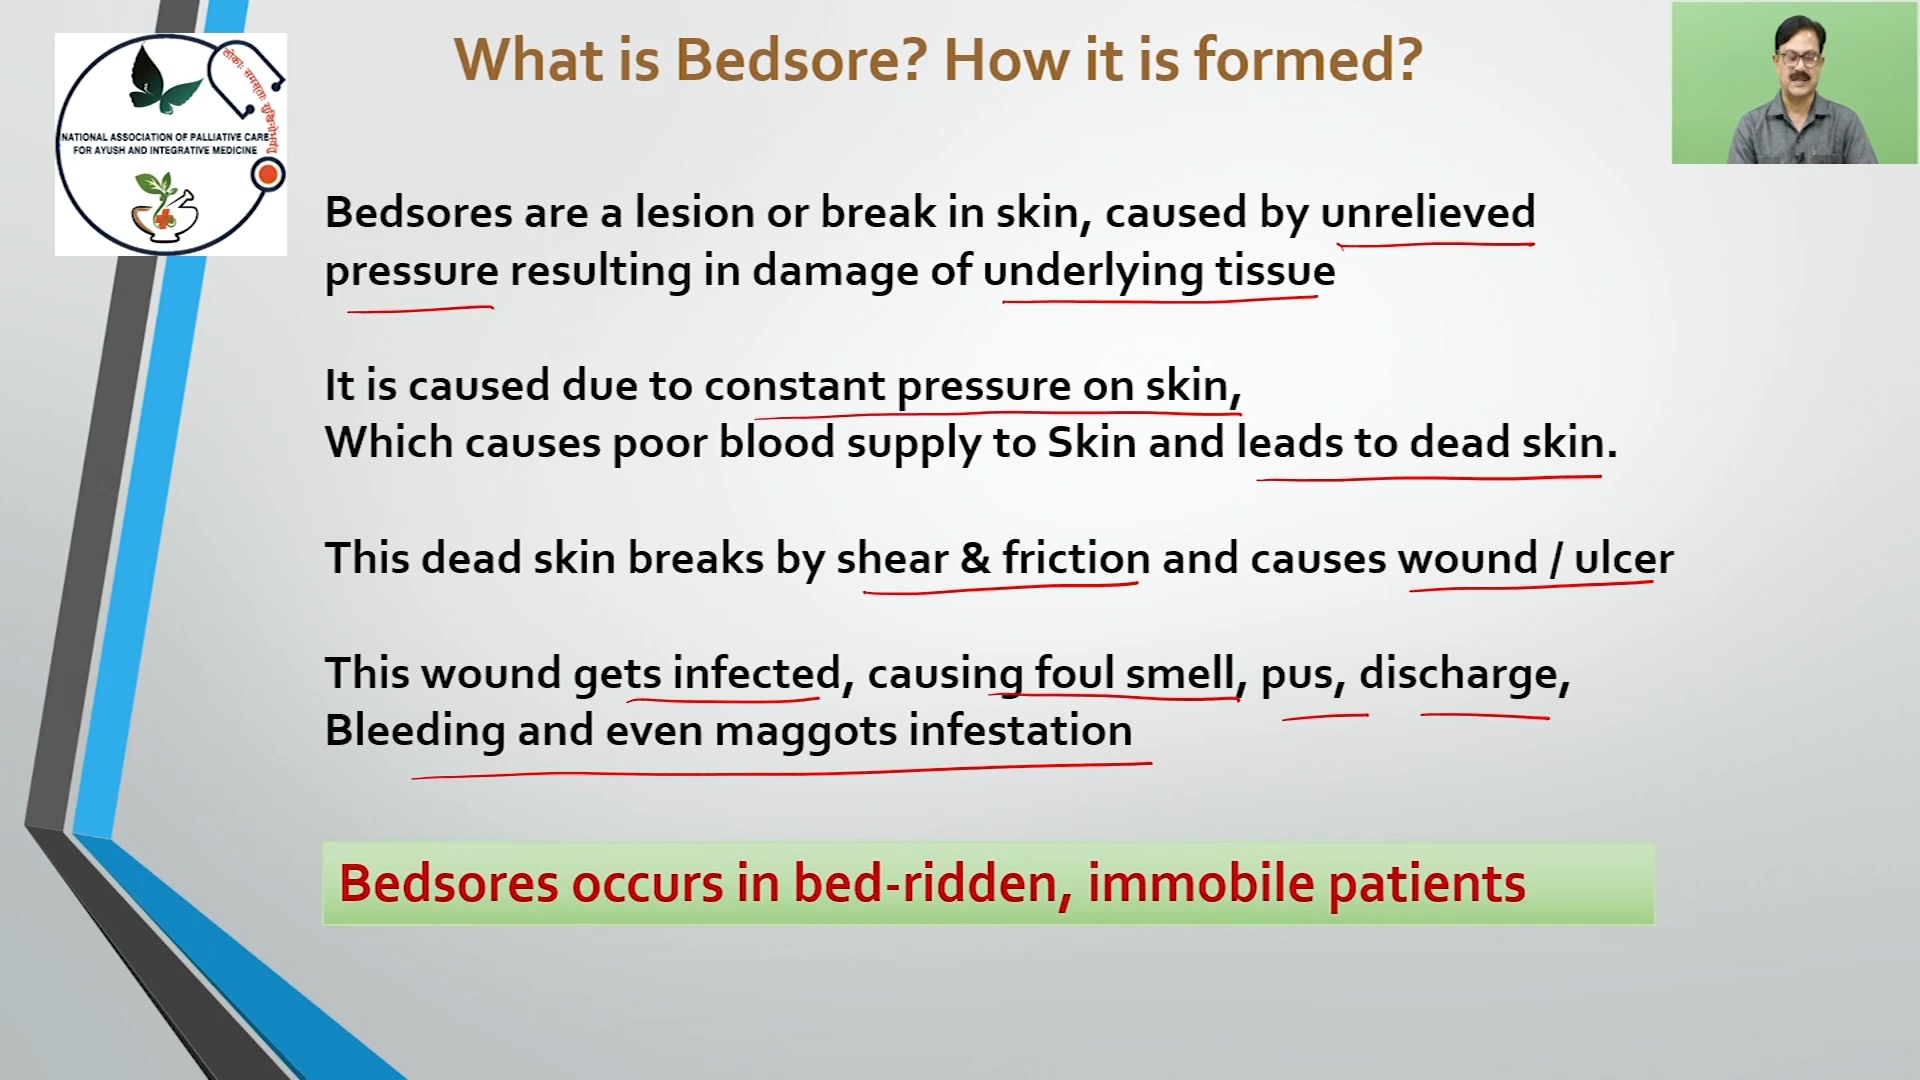 What is Bedsore? How it is formed?
NATIONAL ASSOCIATION OF PALLIATIVE CARE
FOR AYUSH AND INTEGRATIVE MEDICINE
Bedsores are a lesion or break in skin, caused by unrelieved
pressure resulting in damage of underlying tissue
It is caused due to constant pressure on skin,
Which causes poor blood supply to Skin and leads to dead skin.
This dead skin breaks by shear & friction and causes wound / ulcer
This wound gets infected, causing foul smell, pus, discharge,
Bleeding and even maggots infestation
Bedsores occurs in bed-ridden, immobile patients